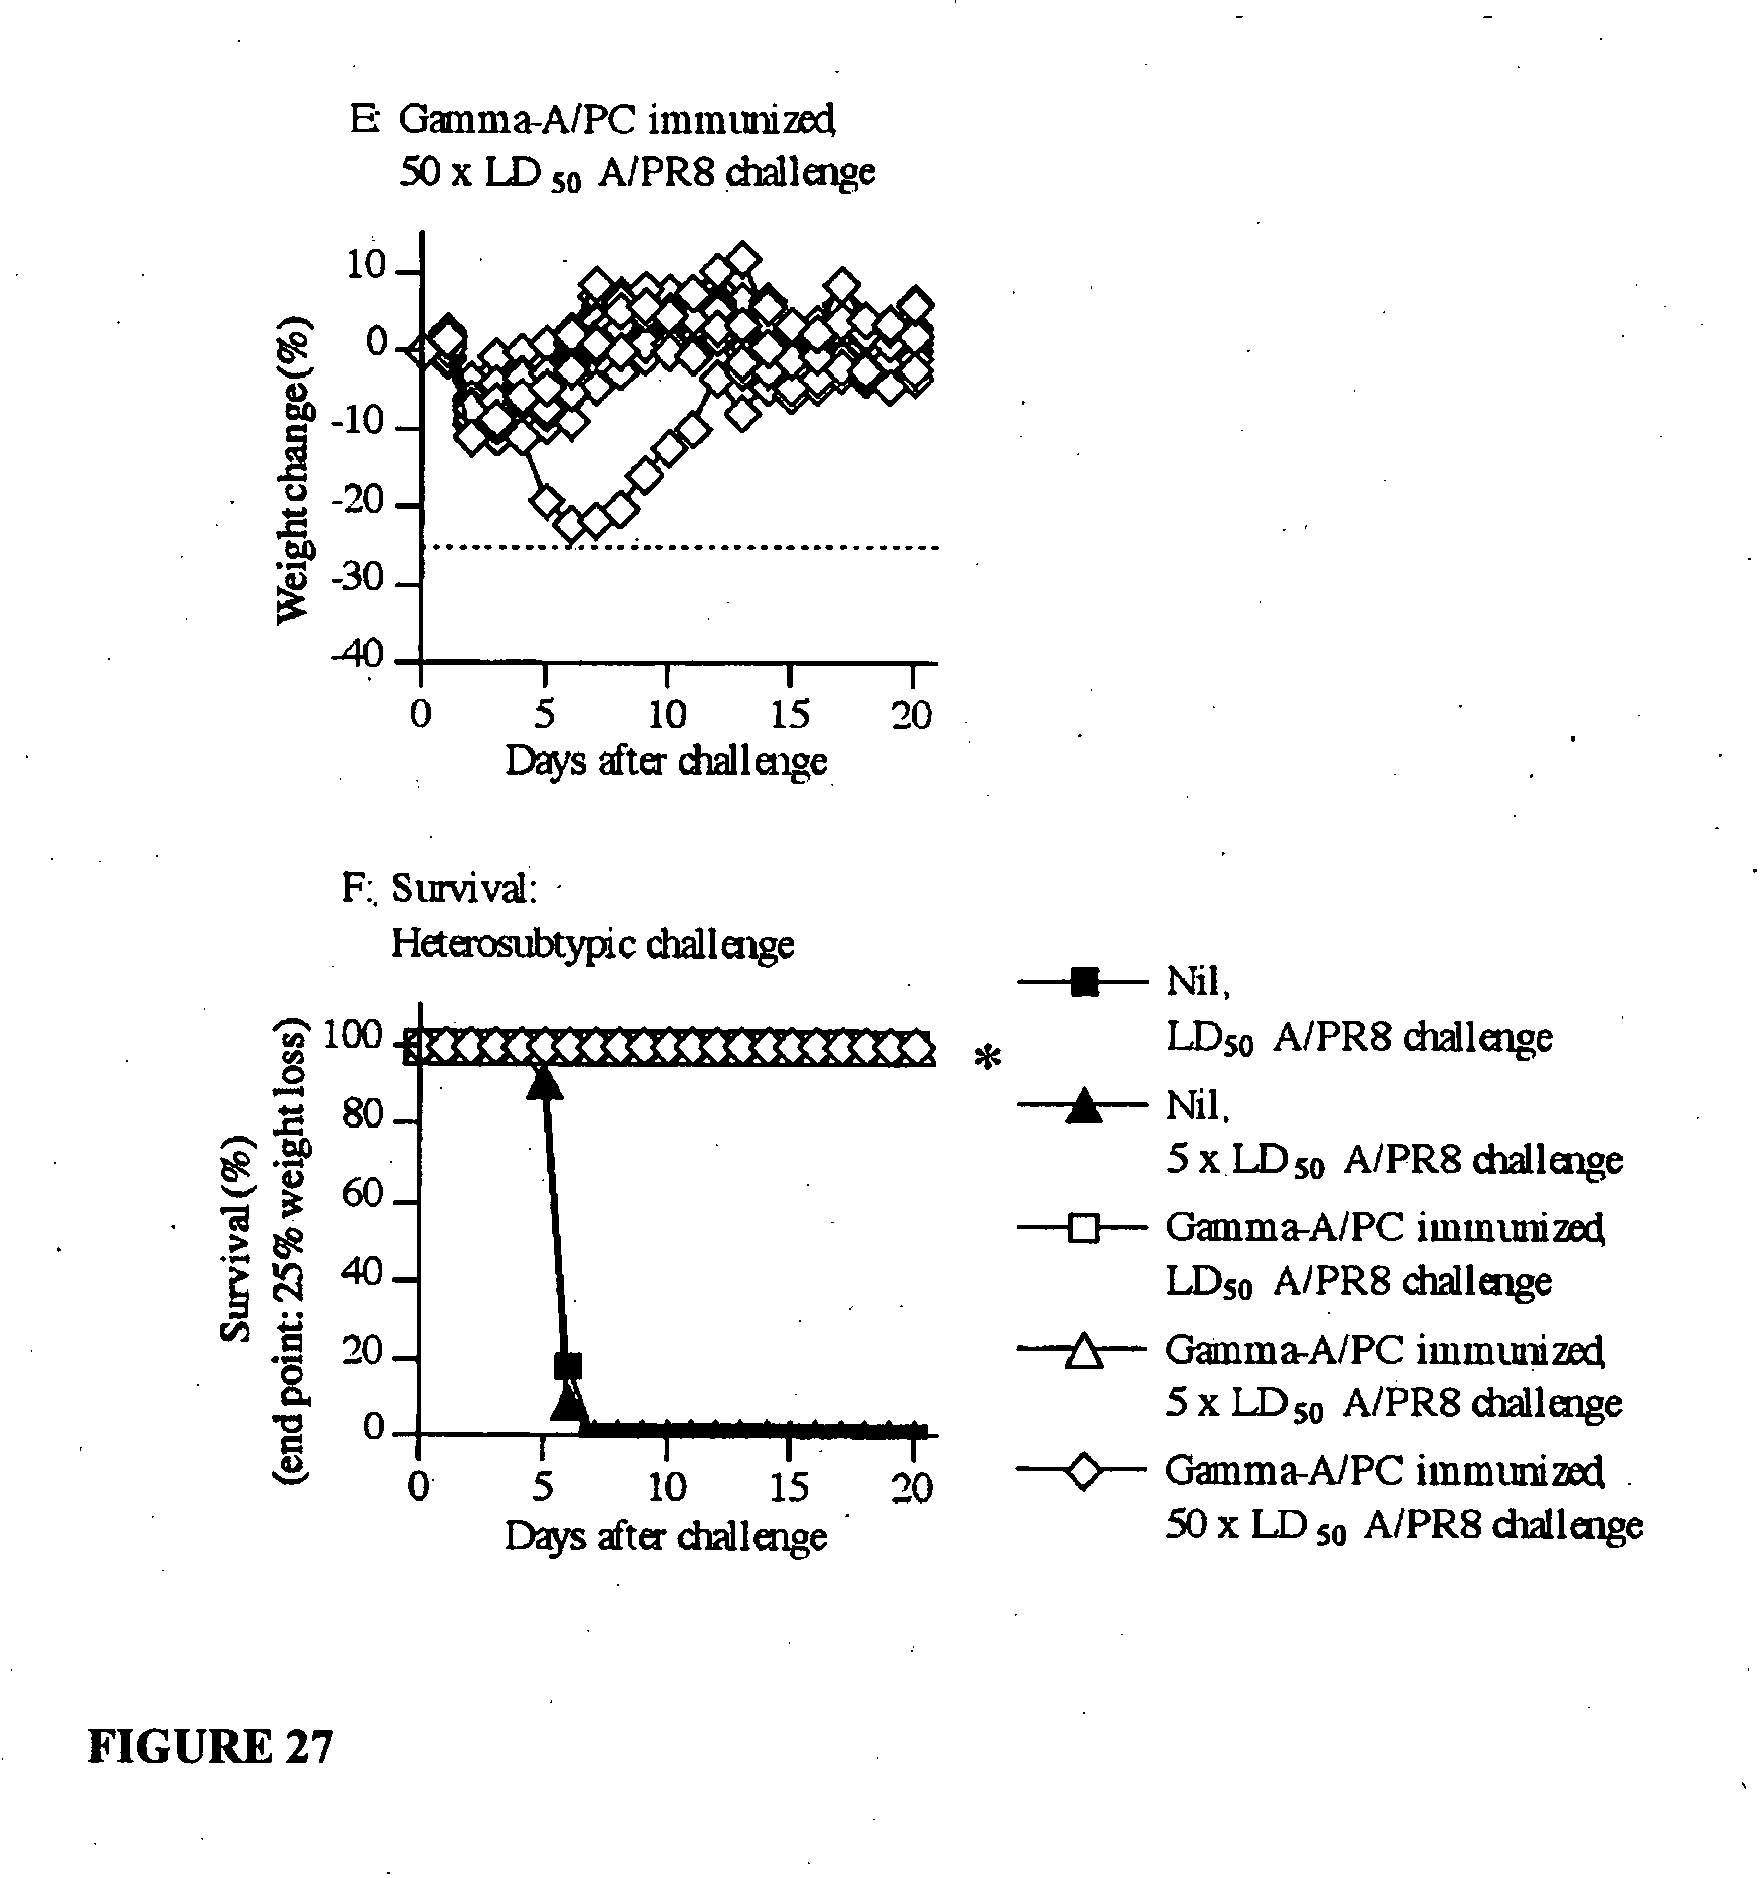 E: Gamma-A/PC immunized,
50 x LD 50 A/PR8 challenge
10
0
-10
-20
-30
-40
Weight change (%)
0 5 10 15 20
Days after challenge
F: Survival:
Heterosubtypic challenge
100
80
60
40
20
0
Survival (%)
(end point: 25% weight loss)
0 5 10 15 20
Days after challenge
*
Nil,
LD50 A/PR8 challenge
Nil,
5 x LD 50 A/PR8 challenge
Gamma-A/PC immunized,
LD50 A/PR8 challenge
Gamma-A/PC immunized,
5 x LD 50 A/PR8 challenge
Gamma-A/PC immunized,
50 x LD 50 A/PR8 challenge
FIGURE 27